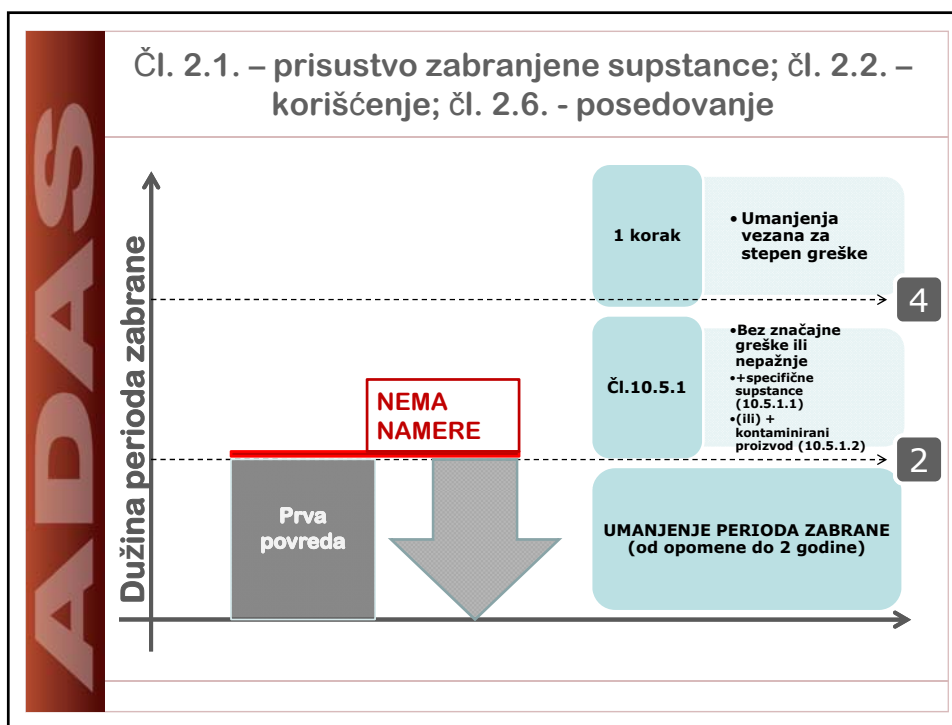 ADAS
Čl. 2.1. – prisustvo zabranjene supstance; čl. 2.2. –
korišćenje; čl. 2.6. - posedovanje
Dužina perioda zabrane
1 korak
• Umanjenja
vezana za
stepen greške
4
Čl.10.5.1
•Bez značajne
greške ili
nepažnje
•+specifične
supstance
(10.5.1.1)
•(ili) +
kontaminirani
proizvod (10.5.1.2)
NEMA
NAMERE
2
Prva
povreda
UMANJENJE PERIODA ZABRANE
(od opomene do 2 godine)